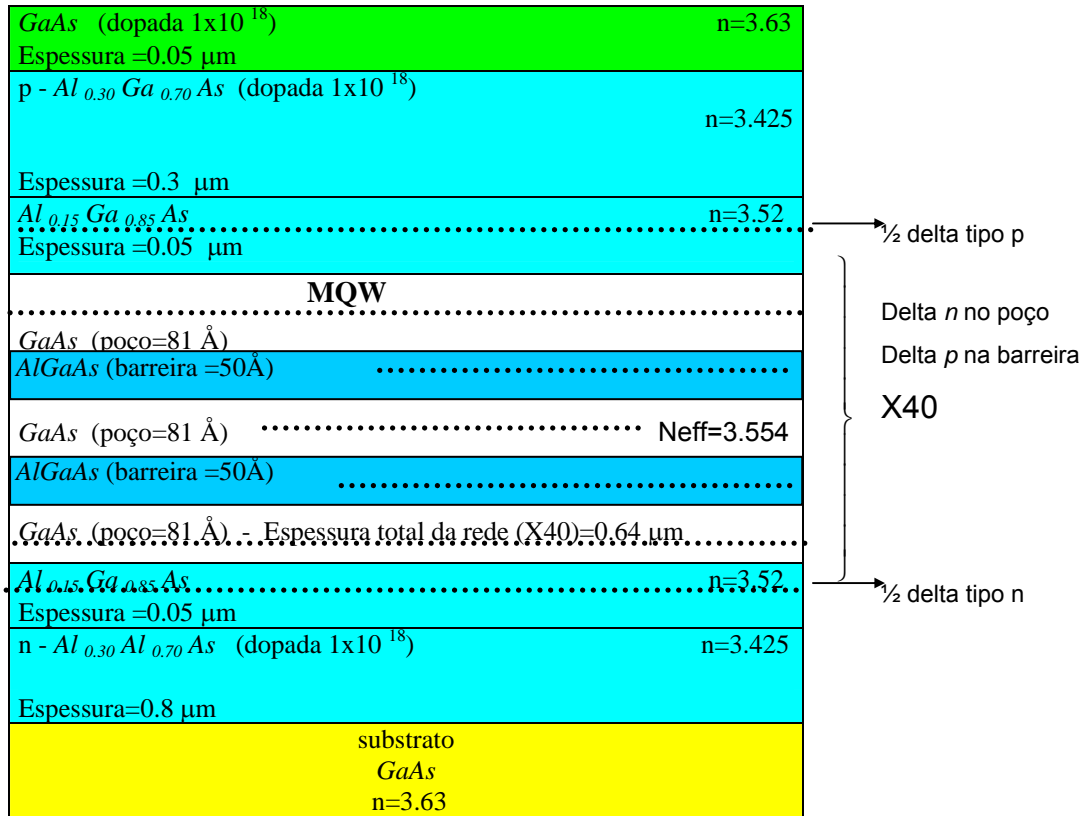 GaAs (dopada 1x10 ¹⁸) n=3.63
Espessura =0.05 μm
p - Al 0.30 Ga 0.70 As (dopada 1x10 ¹⁸)
n=3.425
Espessura =0.3 μm
Al 0.15 Ga 0.85 As n=3.52
½ delta tipo p
Espessura =0.05 μm
MQW
Delta n no poço
GaAs (poço=81 Å)
Delta p na barreira
AlGaAs (barreira =50Å)
X40
GaAs (poço=81 Å) Neff=3.554
AlGaAs (barreira =50Å)
GaAs (poço=81 Å) - Espessura total da rede (X40)=0.64 μm
Al 0.15 Ga 0.85 As n=3.52
½ delta tipo n
Espessura =0.05 μm
n - Al 0.30 Al 0.70 As (dopada 1x10 ¹⁸) n=3.425
Espessura=0.8 μm
substrato
GaAs
n=3.63